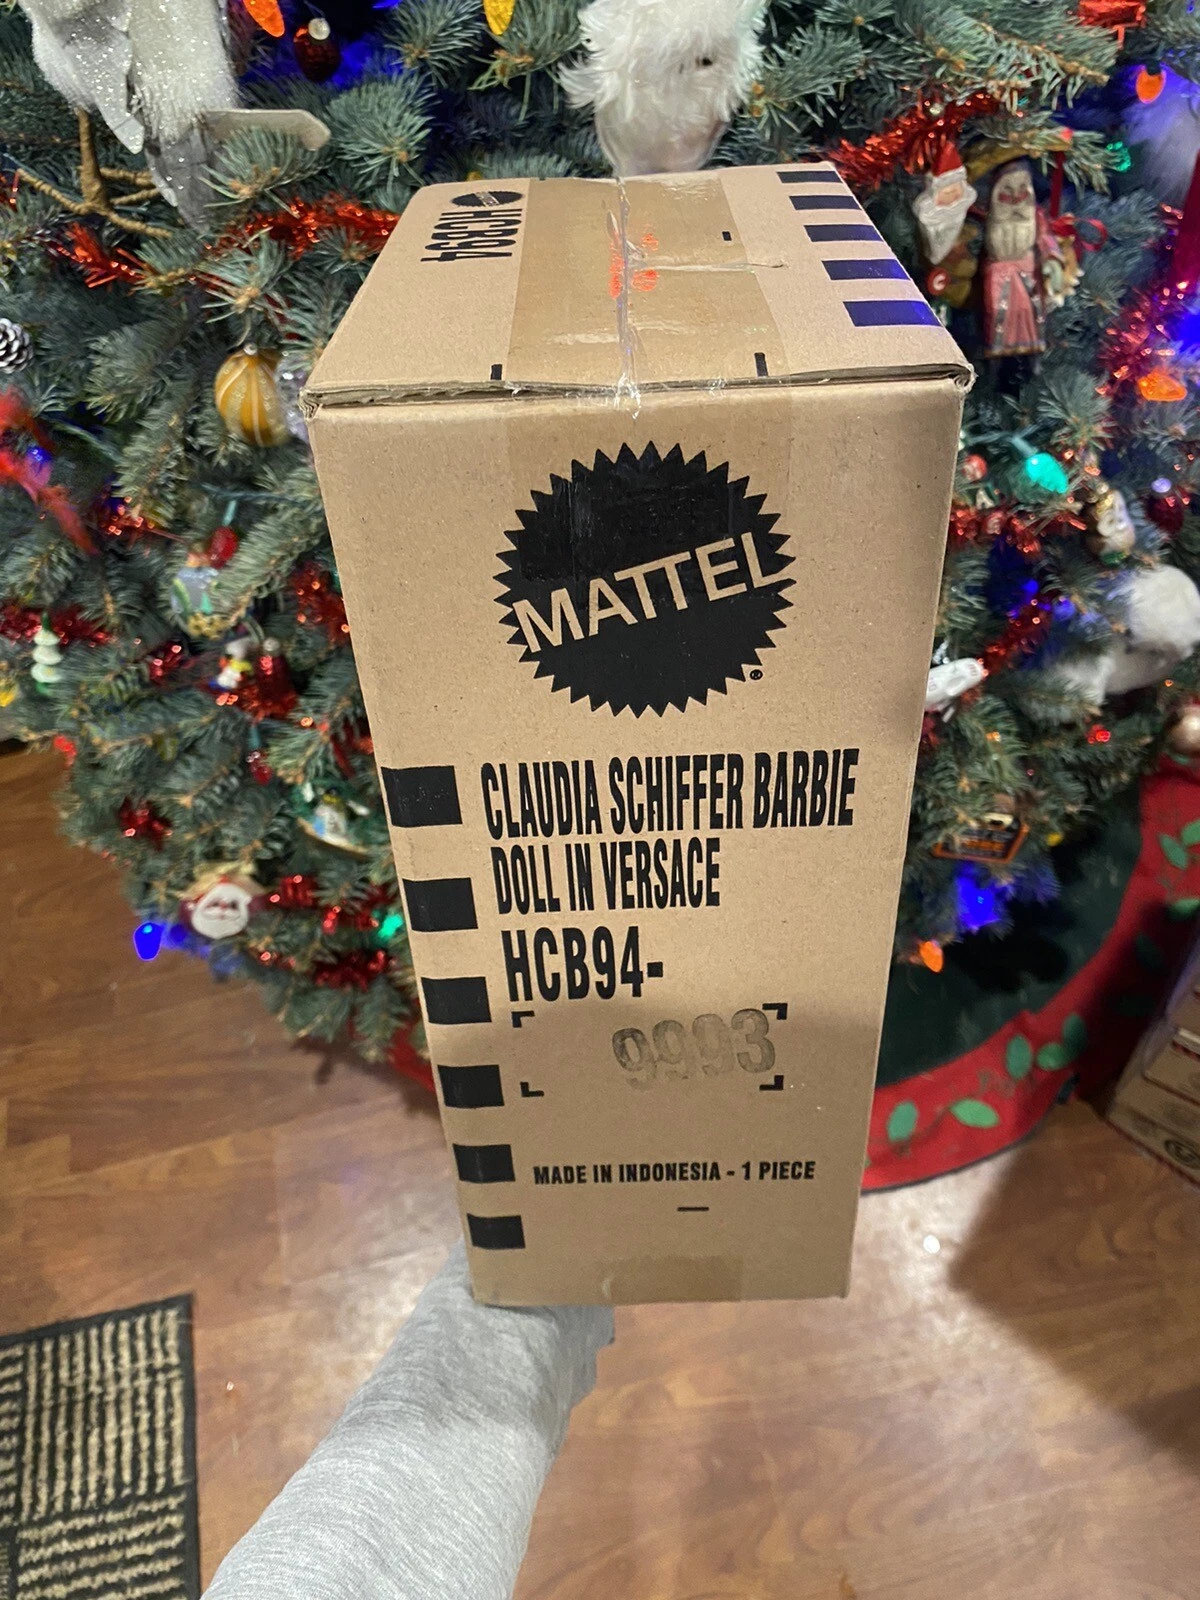 HCB94
MATTEL
CLAUDIA SCHIFFER BARBIE
DOLL IN VERSACE
HCB94-
9993
MADE IN INDONESIA - 1 PIECE